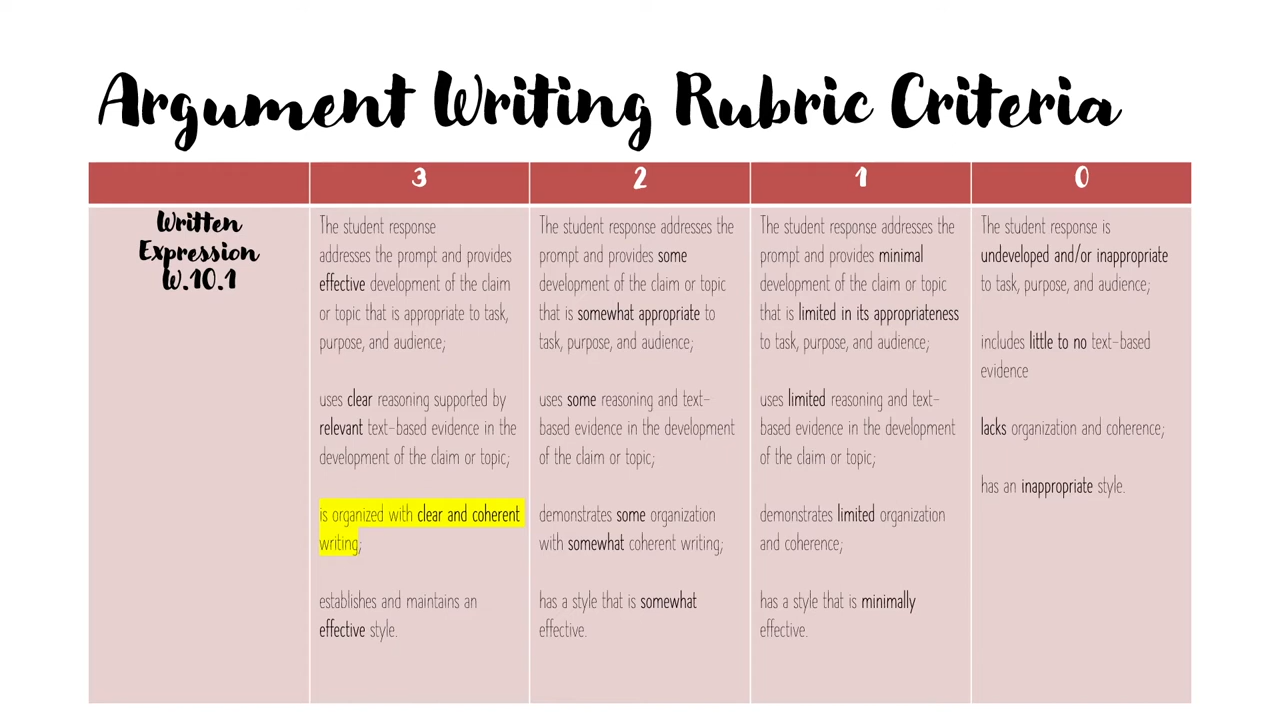 Argument Writing Rubric Criteria
3
2
1
0
Written
Expression
W.10.1
The student response
addresses the prompt and provides
effective development of the claim
or topic that is appropriate to task,
purpose, and audience;
uses clear reasoning supported by
relevant text-based evidence in the
development of the claim or topic;
is organized with clear and coherent
writing;
establishes and maintains an
effective style.
The student response addresses the
prompt and provides some
development of the claim or topic
that is somewhat appropriate to
task, purpose, and audience;
uses some reasoning and text-
based evidence in the development
of the claim or topic;
demonstrates some organization
with somewhat coherent writing;
has a style that is somewhat
effective.
The student response addresses the
prompt and provides minimal
development of the claim or topic
that is limited in its appropriateness
to task, purpose, and audience;
uses limited reasoning and text-
based evidence in the development
of the claim or topic;
demonstrates limited organization
and coherence;
has a style that is minimally
effective.
The student response is
undeveloped and/or inappropriate
to task, purpose, and audience;
includes little to no text-based
evidence
lacks organization and coherence;
has an inappropriate style.